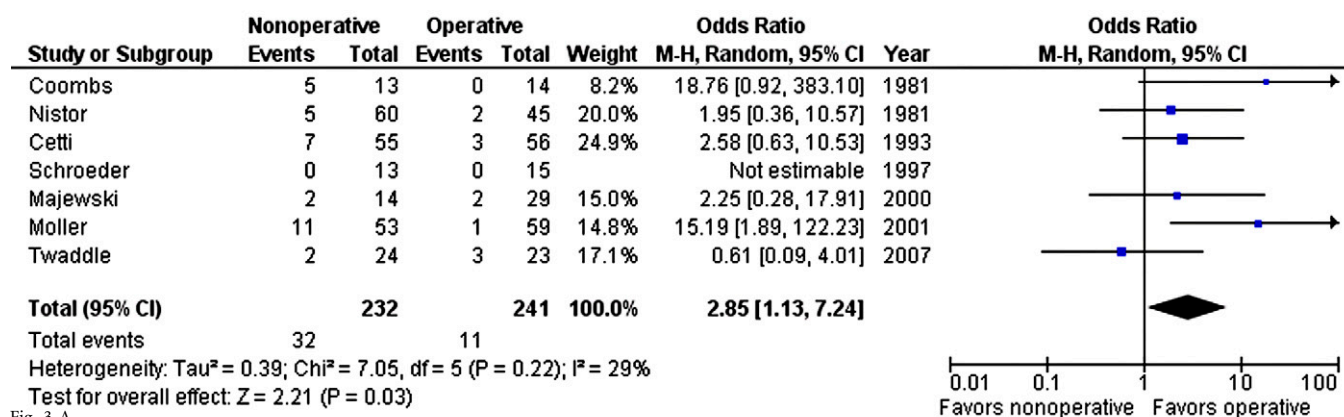 Nonoperative Operative Odds Ratio Odds Ratio
Study or Subgroup Events Total Events Total Weight M-H, Random, 95% CI Year M-H, Random, 95% CI
Coombs 5 13 0 14 8.2% 18.76 [0.92, 383.10] 1981
Nistor 5 60 2 45 20.0% 1.95 [0.36, 10.57] 1981
Cetti 7 55 3 56 24.9% 2.58 [0.63, 10.53] 1993
Schroeder 0 13 0 15 Not estimable 1997
Majewski 2 14 2 29 15.0% 2.25 [0.28, 17.91] 2000
Moller 11 53 1 59 14.8% 15.19 [1.89, 122.23] 2001
Twaddle 2 24 3 23 17.1% 0.61 [0.09, 4.01] 2007
Total (95% CI) 232 241 100.0% 2.85 [1.13, 7.24]
Total events 32 11
Heterogeneity: Tau² = 0.39; Chi² = 7.05, df = 5 (P = 0.22); I² = 29%
Test for overall effect: Z = 2.21 (P = 0.03)
0.01 0.1 1 10 100
Favors nonoperative Favors operative
Fig. 3-A